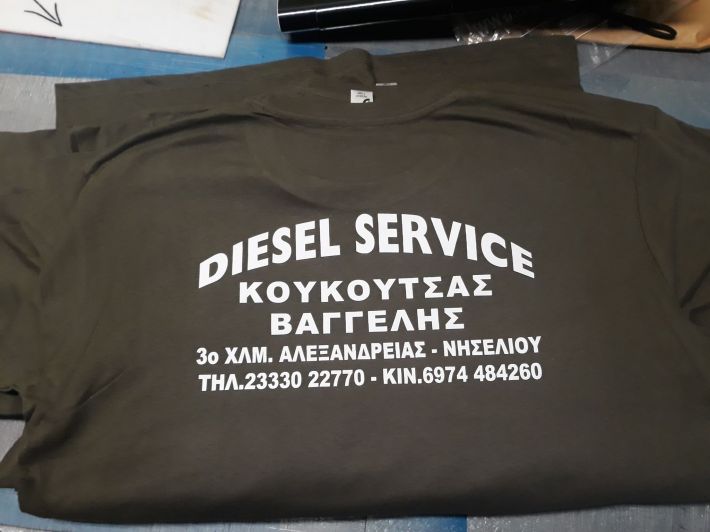 DIESEL SERVICE
ΚΟΥΚΟΥΤΣΑΣ
ΒΑΓΓΕΛΗΣ
3ο ΧΛΜ. ΑΛΕΞΑΝΔΡΕΙΑΣ - ΝΗΣΕΛΙΟΥ
ΤΗΛ.23330 22770 - ΚΙΝ.6974 484260